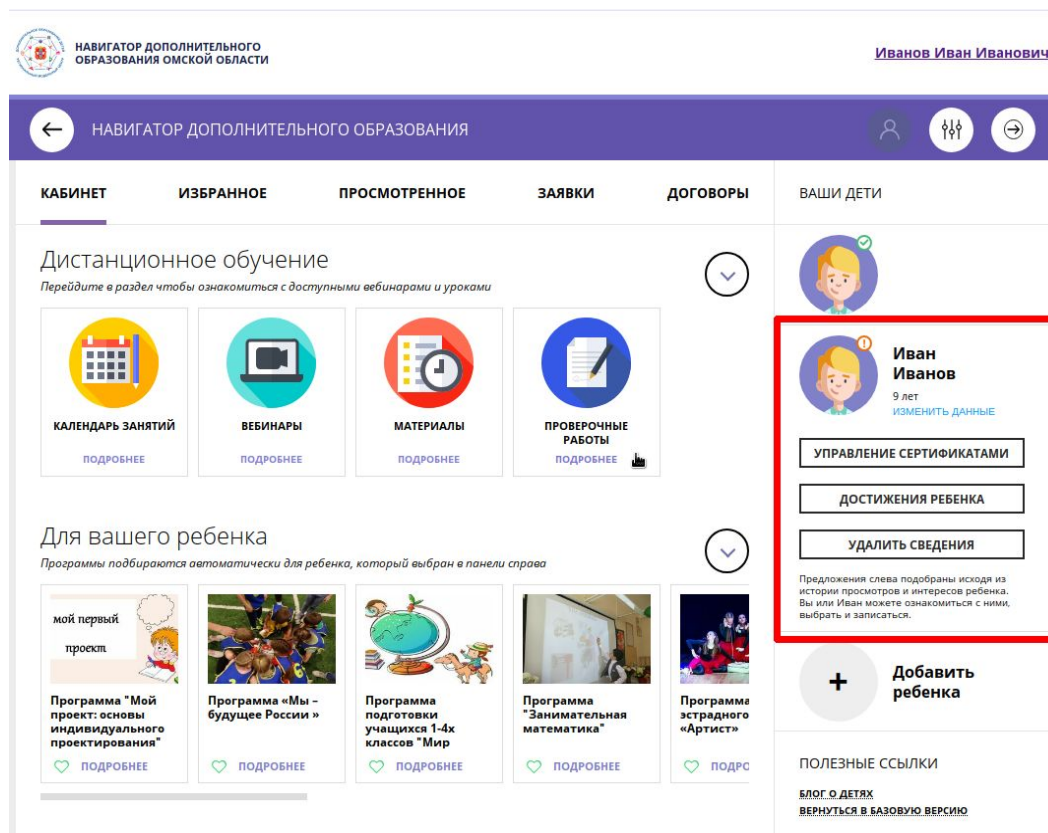 НАВИГАТОР ДОПОЛНИТЕЛЬНОГО
ОБРАЗОВАНИЯ ОМСКОЙ ОБЛАСТИ
Иванов Иван Иванович
НАВИГАТОР ДОПОЛНИТЕЛЬНОГО ОБРАЗОВАНИЯ
КАБИНЕТ
ИЗБРАННОЕ
ПРОСМОТРЕННОЕ
ЗАЯВКИ
ДОГОВОРЫ
Дистанционное обучение
Перейдите в раздел чтобы ознакомиться с доступными вебинарами и уроками
КАЛЕНДАРЬ ЗАНЯТИЙ
ПОДРОБНЕЕ
ВЕБИНАРЫ
ПОДРОБНЕЕ
МАТЕРИАЛЫ
ПОДРОБНЕЕ
ПРОВЕРОЧНЫЕ
РАБОТЫ
ПОДРОБНЕЕ
Для вашего ребенка
Программы подбираются автоматически для ребенка, который выбран в панели справа
мой первый
проект
Программа "Мой
проект: основы
индивидуального
проектирования"
ПОДРОБНЕЕ
Программа «Мы –
будущее России »
ПОДРОБНЕЕ
Программа
подготовки
учащихся 1-4х
классов "Мир
ПОДРОБНЕЕ
Программа
"Занимательная
математика"
ПОДРОБНЕЕ
Программа
эстрадного
«Артист»
ПОДРО
ВАШИ ДЕТИ
Иван
Иванов
9 лет
ИЗМЕНИТЬ ДАННЫЕ
УПРАВЛЕНИЕ СЕРТИФИКАТАМИ
ДОСТИЖЕНИЯ РЕБЕНКА
УДАЛИТЬ СВЕДЕНИЯ
Предложения слева подобраны исходя из
истории просмотров и интересов ребенка.
Вы или Иван можете ознакомиться с ними,
выбрать и записаться.
+
Добавить
ребенка
ПОЛЕЗНЫЕ ССЫЛКИ
БЛОГ О ДЕТЯХ
ВЕРНУТЬСЯ В БАЗОВУЮ ВЕРСИЮ